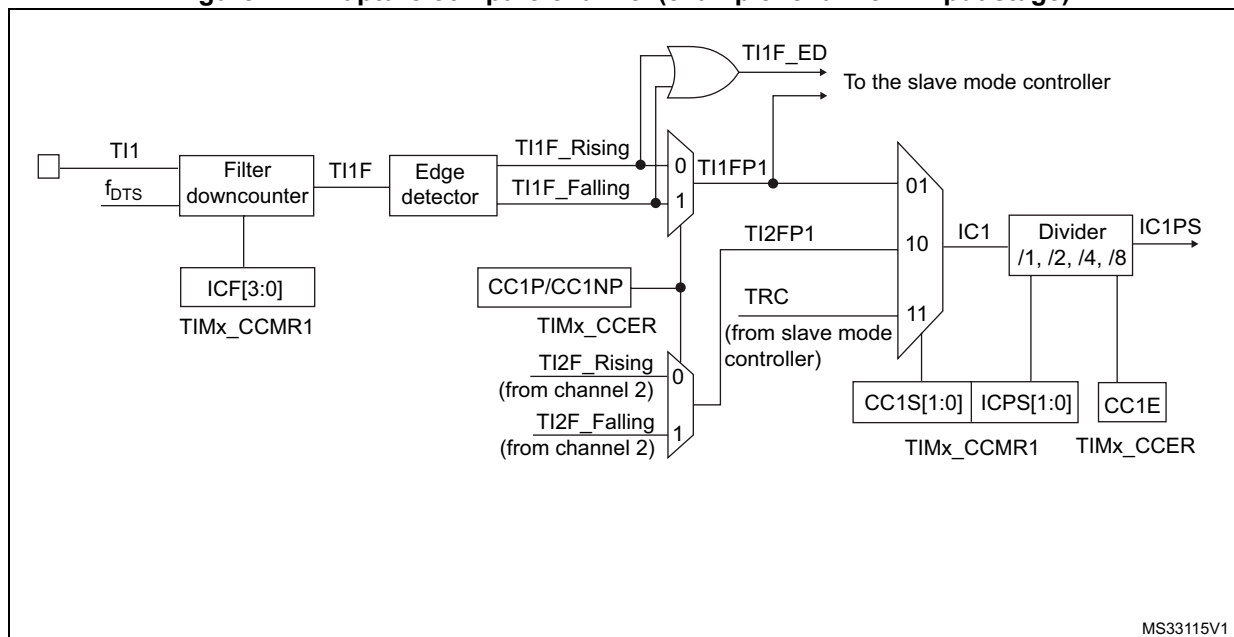 TI1F_ED
To the slave mode controller
TI1
f_DTS
Filter
downcounter
TI1F
Edge
detector
TI1F_Rising
TI1F_Falling
0
1
TI1FP1
01
TI2FP1
10
IC1
Divider
/1, /2, /4, /8
IC1PS
ICF[3:0]
TIMx_CCMR1
CC1P/CC1NP
TIMx_CCER
TRC
11
(from slave mode
controller)
TI2F_Rising
0
(from channel 2)
TI2F_Falling
1
(from channel 2)
CC1S[1:0]
ICPS[1:0]
CC1E
TIMx_CCMR1
TIMx_CCER
MS33115V1